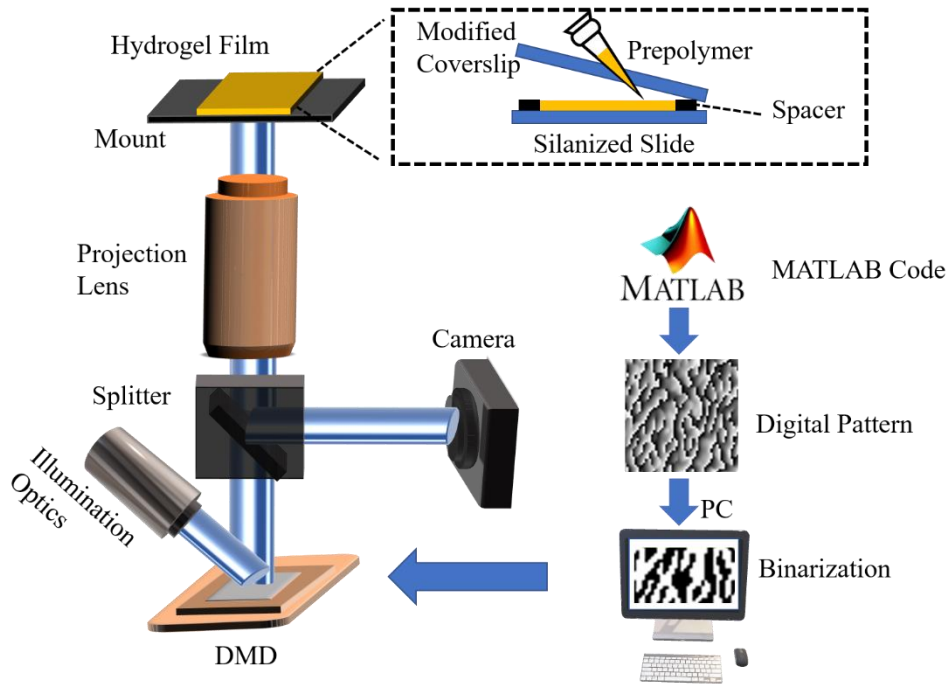 Hydrogel Film
Mount
Modified
Coverslip
Prepolymer
Spacer
Silanized Slide
Projection
Lens
MATLAB
MATLAB Code
Camera
Splitter
Digital Pattern
Illumination
Optics
PC
Binarization
DMD